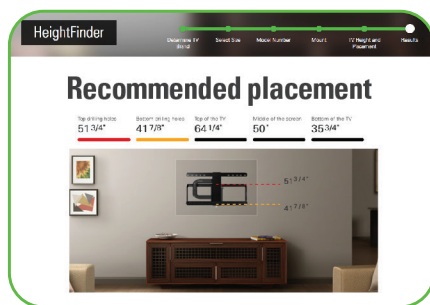 HeightFinder
Determine TV Brand
Select Size
Model Number
Mount
TV Height and Placement
Results
Recommended placement
Top drilling holes
51 3/4"
Bottom drilling holes
41 7/8"
Top of the TV
64 1/4"
Middle of the screen
50"
Bottom of the TV
35 3/4"
51 3/4"
41 7/8"